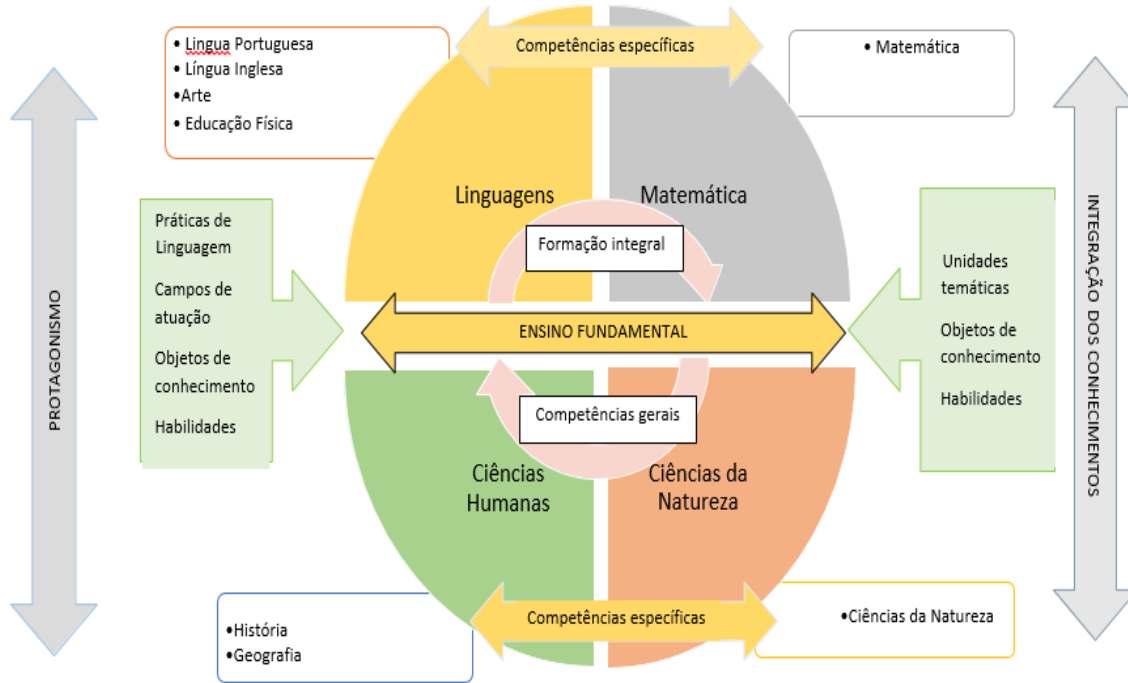 • Lingua Portuguesa
• Língua Inglesa
•Arte
• Educação Física
Competências específicas
• Matemática
PROTAGONISMO
Práticas de
Linguagem
Campos de
atuação
Objetos de
conhecimento
Habilidades
Linguagens
Matemática
Formação integral
ENSINO FUNDAMENTAL
Competências gerais
Ciências
Humanas
Ciências da
Natureza
Unidades
temáticas
Objetos de
conhecimento
Habilidades
INTEGRAÇÃO DOS CONHECIMENTOS
•História
•Geografia
Competências específicas
•Ciências da Natureza